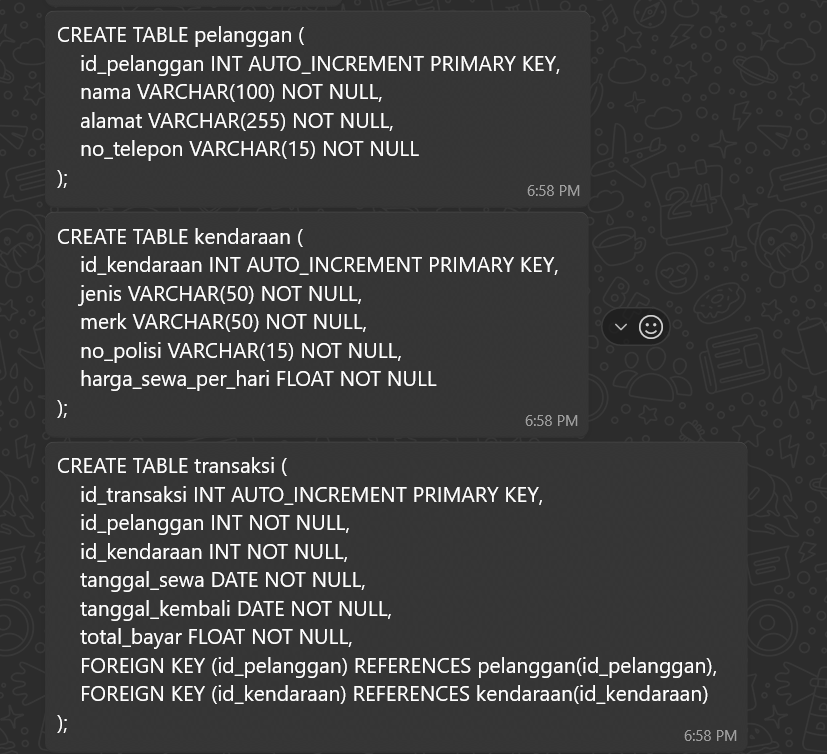 CREATE TABLE pelanggan (
    id_pelanggan INT AUTO_INCREMENT PRIMARY KEY,
    nama VARCHAR(100) NOT NULL,
    alamat VARCHAR(255) NOT NULL,
    no_telepon VARCHAR(15) NOT NULL
);
6:58 PM
CREATE TABLE kendaraan (
    id_kendaraan INT AUTO_INCREMENT PRIMARY KEY,
    jenis VARCHAR(50) NOT NULL,
    merk VARCHAR(50) NOT NULL,
    no_polisi VARCHAR(15) NOT NULL,
    harga_sewa_per_hari FLOAT NOT NULL
);
6:58 PM
CREATE TABLE transaksi (
    id_transaksi INT AUTO_INCREMENT PRIMARY KEY,
    id_pelanggan INT NOT NULL,
    id_kendaraan INT NOT NULL,
    tanggal_sewa DATE NOT NULL,
    tanggal_kembali DATE NOT NULL,
    total_bayar FLOAT NOT NULL,
    FOREIGN KEY (id_pelanggan) REFERENCES pelanggan(id_pelanggan),
    FOREIGN KEY (id_kendaraan) REFERENCES kendaraan(id_kendaraan)
);
6:58 PM
24